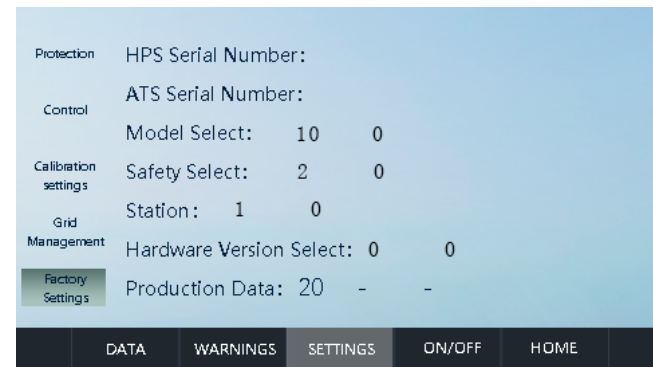 Protection
Control
Calibration
settings
Grid
Management
Factory
Settings
HPS Serial Number:
ATS Serial Number:
Model Select: 10 0
Safety Select: 2 0
Station: 1 0
Hardware Version Select: 0 0
Production Data: 20 - -
DATA WARNINGS SETTINGS ON/OFF HOME